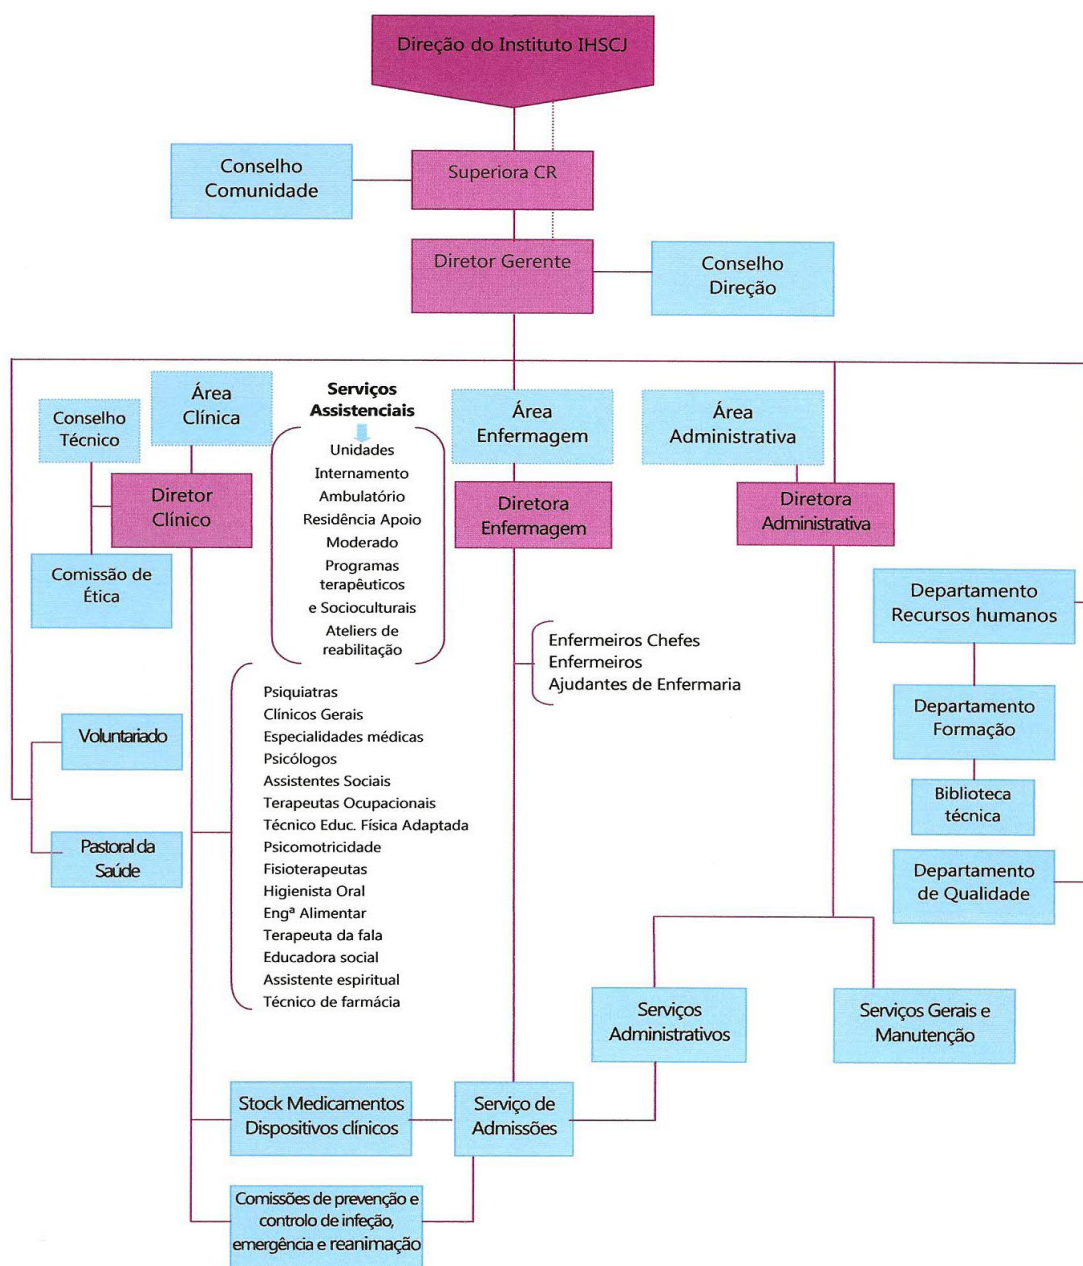 Direção do Instituto IHSCJ
Conselho
Comunidade
Superiora CR
Diretor Gerente
Conselho
Direção
Conselho
Técnico
Área
Clínica
Diretor
Clínico
Comissão de
Ética
Serviços
Assistenciais
Unidades
Internamento
Ambulatório
Residência Apoio
Moderado
Programas
terapêuticos
e Socioculturais
Ateliers de
reabilitação
Área
Enfermagem
Diretora
Enfermagem
Enfermeiros Chefes
Enfermeiros
Ajudantes de Enfermaria
Área
Administrativa
Diretora
Administrativa
Departamento
Recursos humanos
Departamento
Formação
Biblioteca
técnica
Departamento
de Qualidade
Voluntariado
Pastoral da
Saúde
Psiquiatras
Clínicos Gerais
Especialidades médicas
Psicólogos
Assistentes Sociais
Terapeutas Ocupacionais
Técnico Educ. Física Adaptada
Psicomotricidade
Fisioterapeutas
Higienista Oral
Engª Alimentar
Terapeuta da fala
Educadora social
Assistente espiritual
Técnico de farmácia
Serviços
Administrativos
Serviços Gerais e
Manutenção
Stock Medicamentos
Dispositivos clínicos
Serviço de
Admissões
Comissões de prevenção e
controlo de infeção,
emergência e reanimação